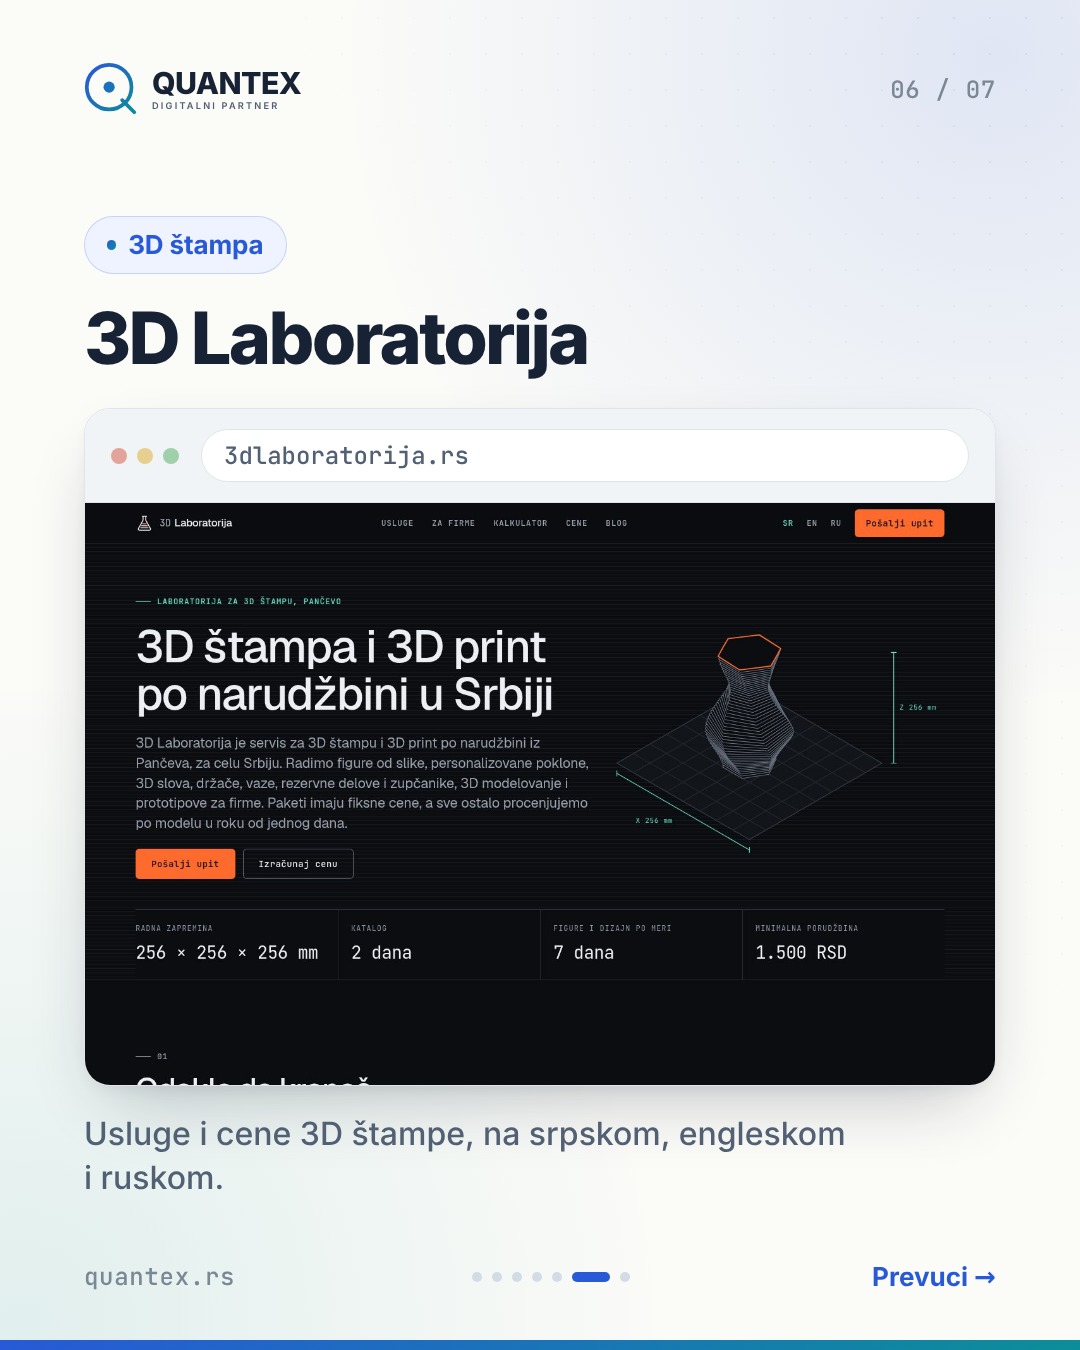 QUANTEX
DIGITALNI PARTNER
06 / 07
3D štampa
3D Laboratorija
3dlaboratorija.rs
3D Laboratorija
USLUGE ZA FIRME KALKULATOR CENE BLOG
SR EN RU Pošalji upit
LABORATORIJA ZA 3D ŠTAMPU, PANČEVO
3D štampa i 3D print
po narudžbini u Srbiji
3D Laboratorija je servis za 3D štampu i 3D print po narudžbini iz
Pančeva, za celu Srbiju. Radimo figure od slike, personalizovane poklone,
3D slova, držače, vaze, rezervne delove i zupčanike, 3D modelovanje i
prototipove za firme. Paketi imaju fiksne cene, a sve ostalo procenjujemo
po modelu u roku od jednog dana.
Pošalji upit Izračunaj cenu
Z 256 mm
X 256 mm
RADNA ZAPREMINA
256 × 256 × 256 mm
KATALOG
2 dana
FIGURE I DIZAJN PO MERI
7 dana
MINIMALNA PORUDŽBINA
1.500 RSD
01
Usluge i cene 3D štampe, na srpskom, engleskom
i ruskom.
quantex.rs
Prevuci →